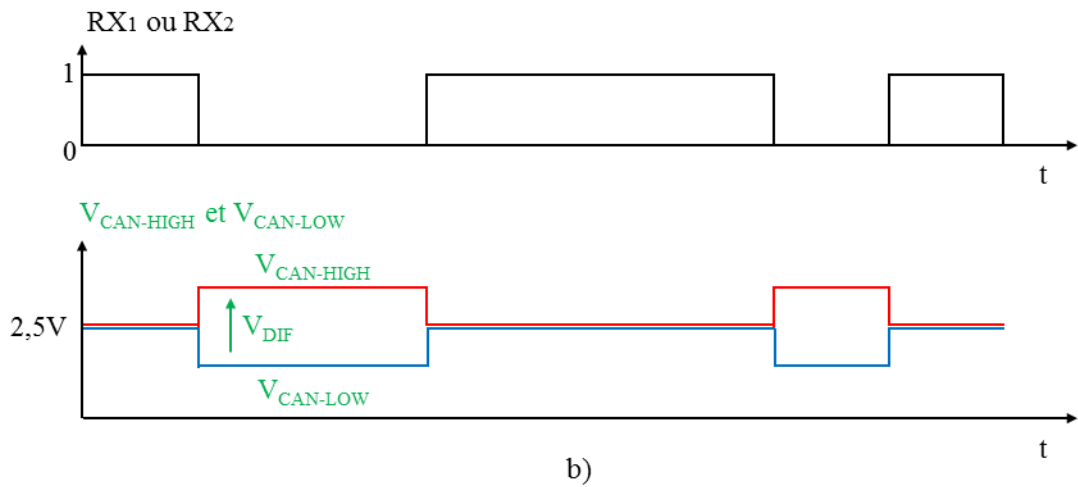 RX1 ou RX2
1
0
t
VCAN-HIGH et VCAN-LOW
VCAN-HIGH
2,5V
VDIF
VCAN-LOW
t
b)